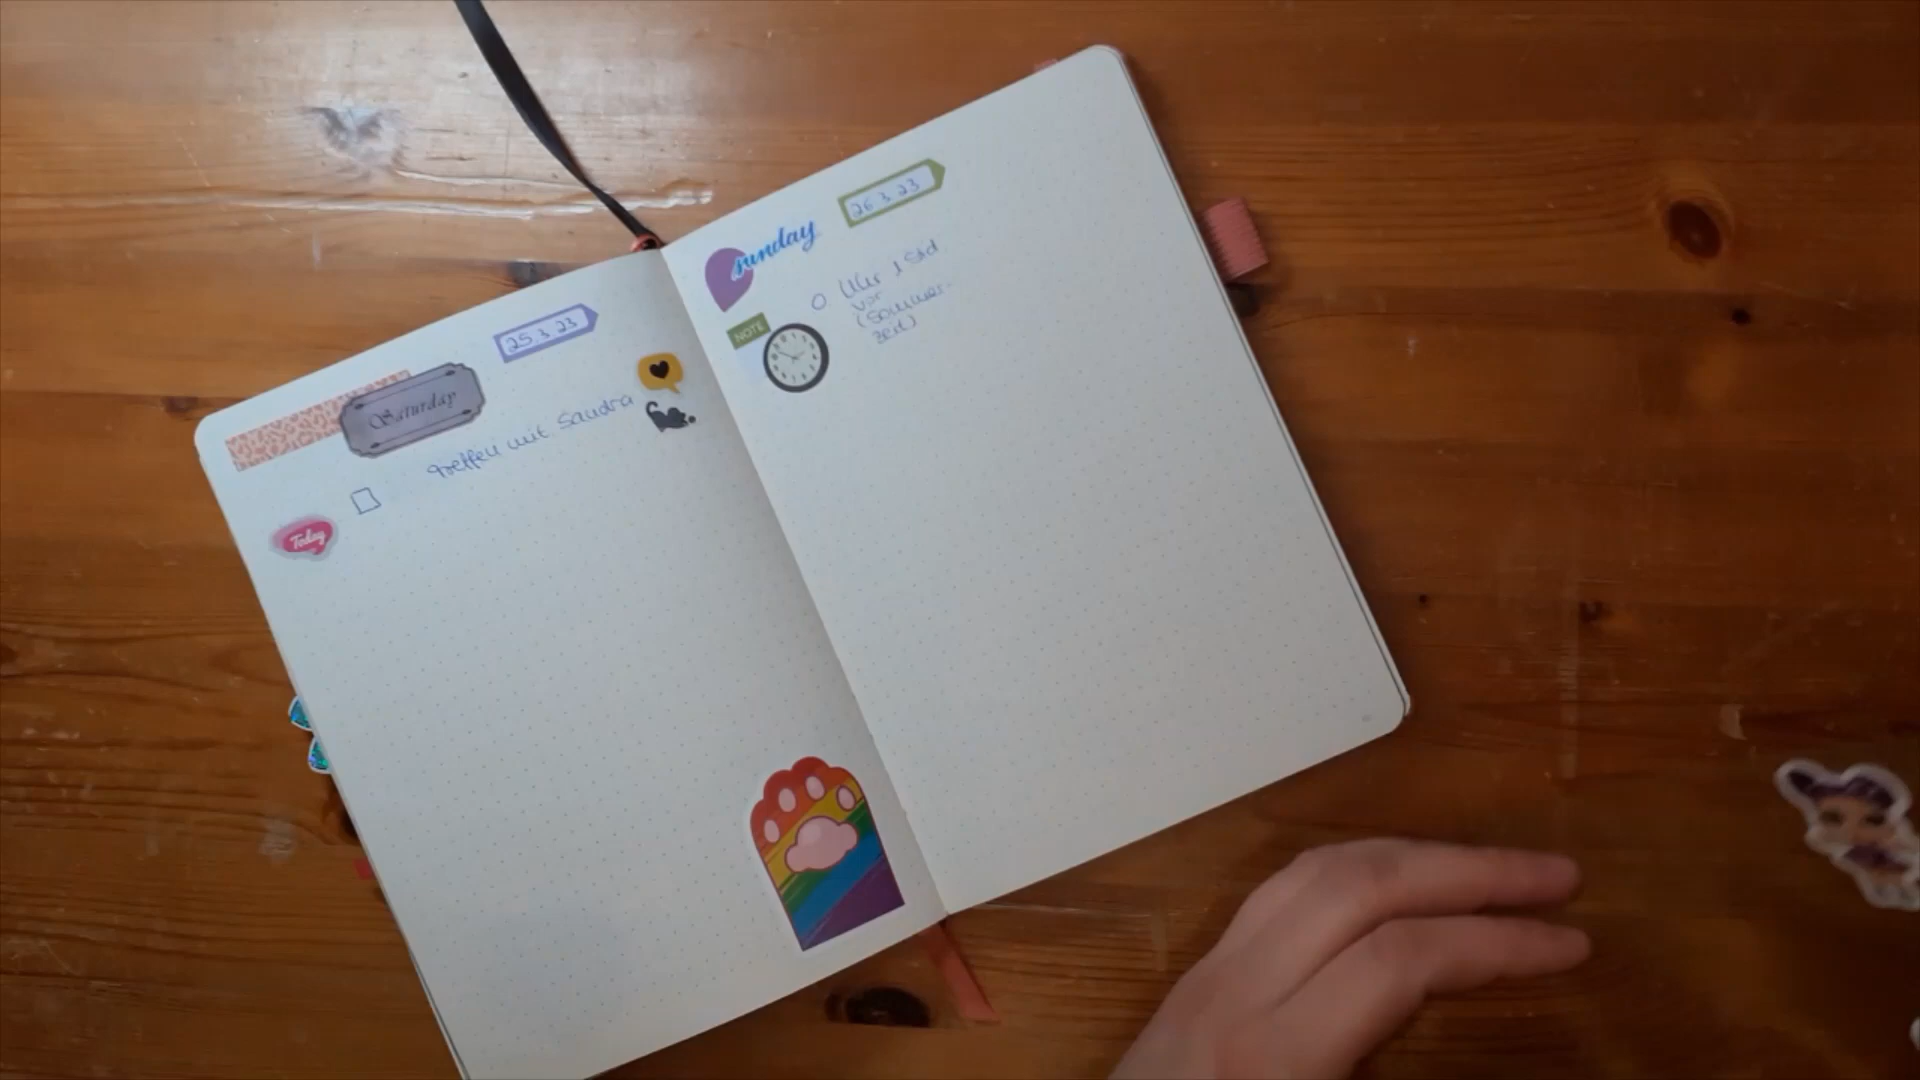 25.3.23
Saturday
Treffen mit Sandra
Today
26.3.23
sunday
NOTE
O Uhr 1 Std
vor
(Sommer-
zeit)